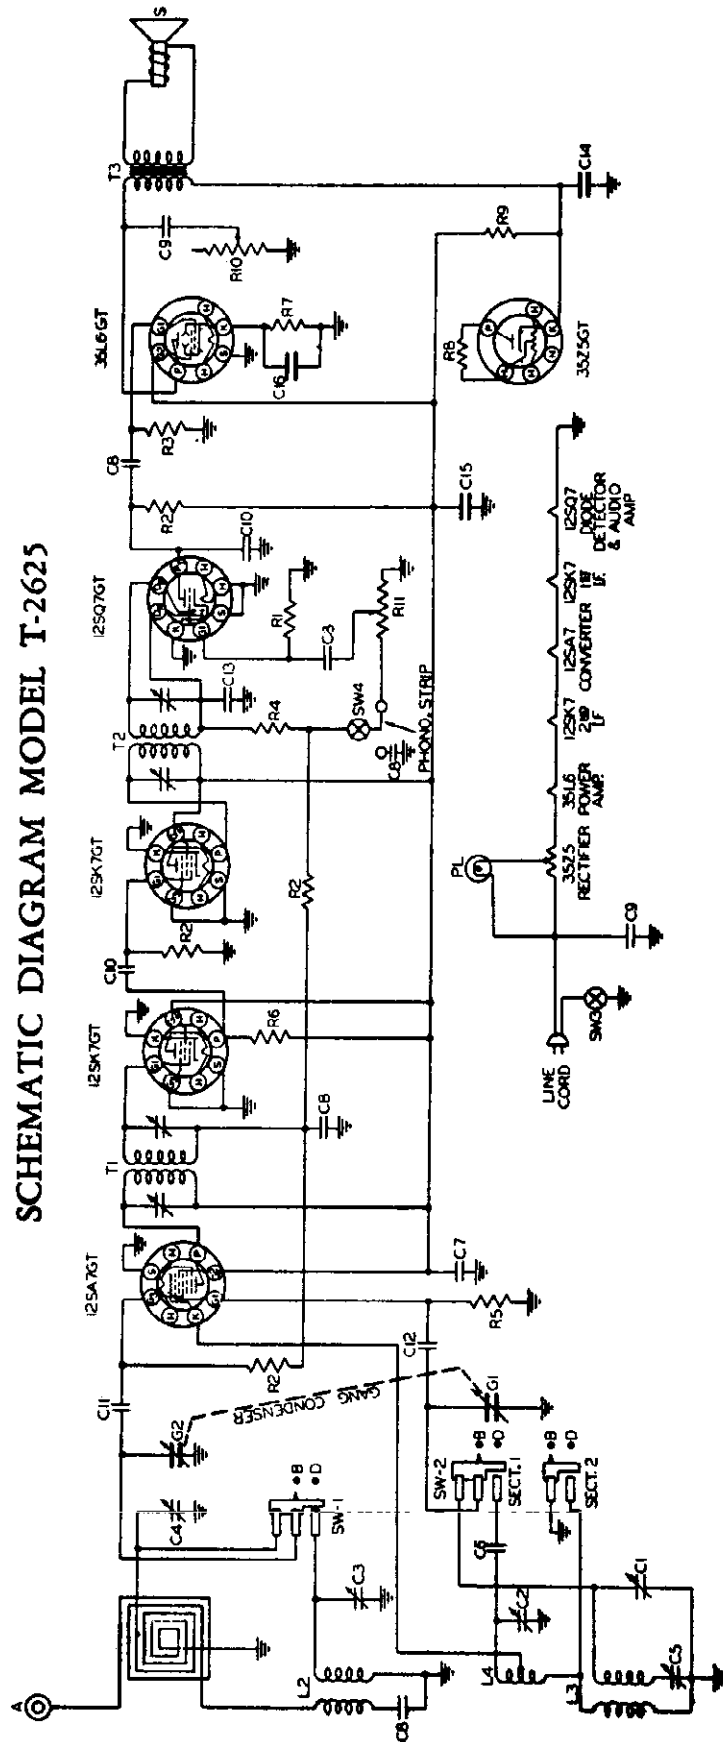 SCHEMATIC DIAGRAM MODEL T-2625
A
C11
12SA7GT
T1
12SK7GT
C10
12SK7GT
T2
12SQ7GT
C8
35L6GT
T3
S
G2
C4
GANG CONDENSER
R2
C8
R6
R2
R2
C13
R4
C10
R2
R3
C9
R10
C16
R7
SW-1
B
D
C3
L2
C8
C12
R5
C7
SW4
C8
PHONO. STRIP
R1
C3
R11
C15
R9
C14
R8
35Z5GT
G1
SW-2
B
D
SECT. 1
B
D
SECT. 2
C6
C2
L4
L3
C1
C5
LINE CORD
SW3
C9
PL
35Z5 RECTIFIER
35L6 POWER AMP.
12SK7 2ND I.F.
12SA7 CONVERTER
12SK7 1ST I.F.
12SQ7 DIODE DETECTOR & AUDIO AMP